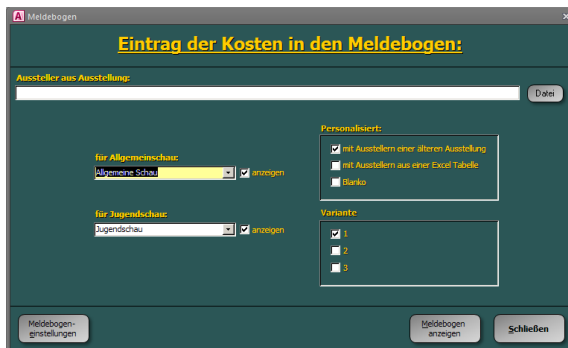 Meldebogen
Eintrag der Kosten in den Meldebogen:
Aussteller aus Ausstellung:
Datei
für Allgemeinschau:
Allgemeine Schau
anzeigen
für Jugendschau:
Jugendschau
anzeigen
Personalisiert:
mit Ausstellern einer älteren Ausstellung
mit Ausstellern aus einer Excel Tabelle
Blanko
Variante
1
2
3
Meldebogen-
einstellungen
Meldebogen
anzeigen
Schließen